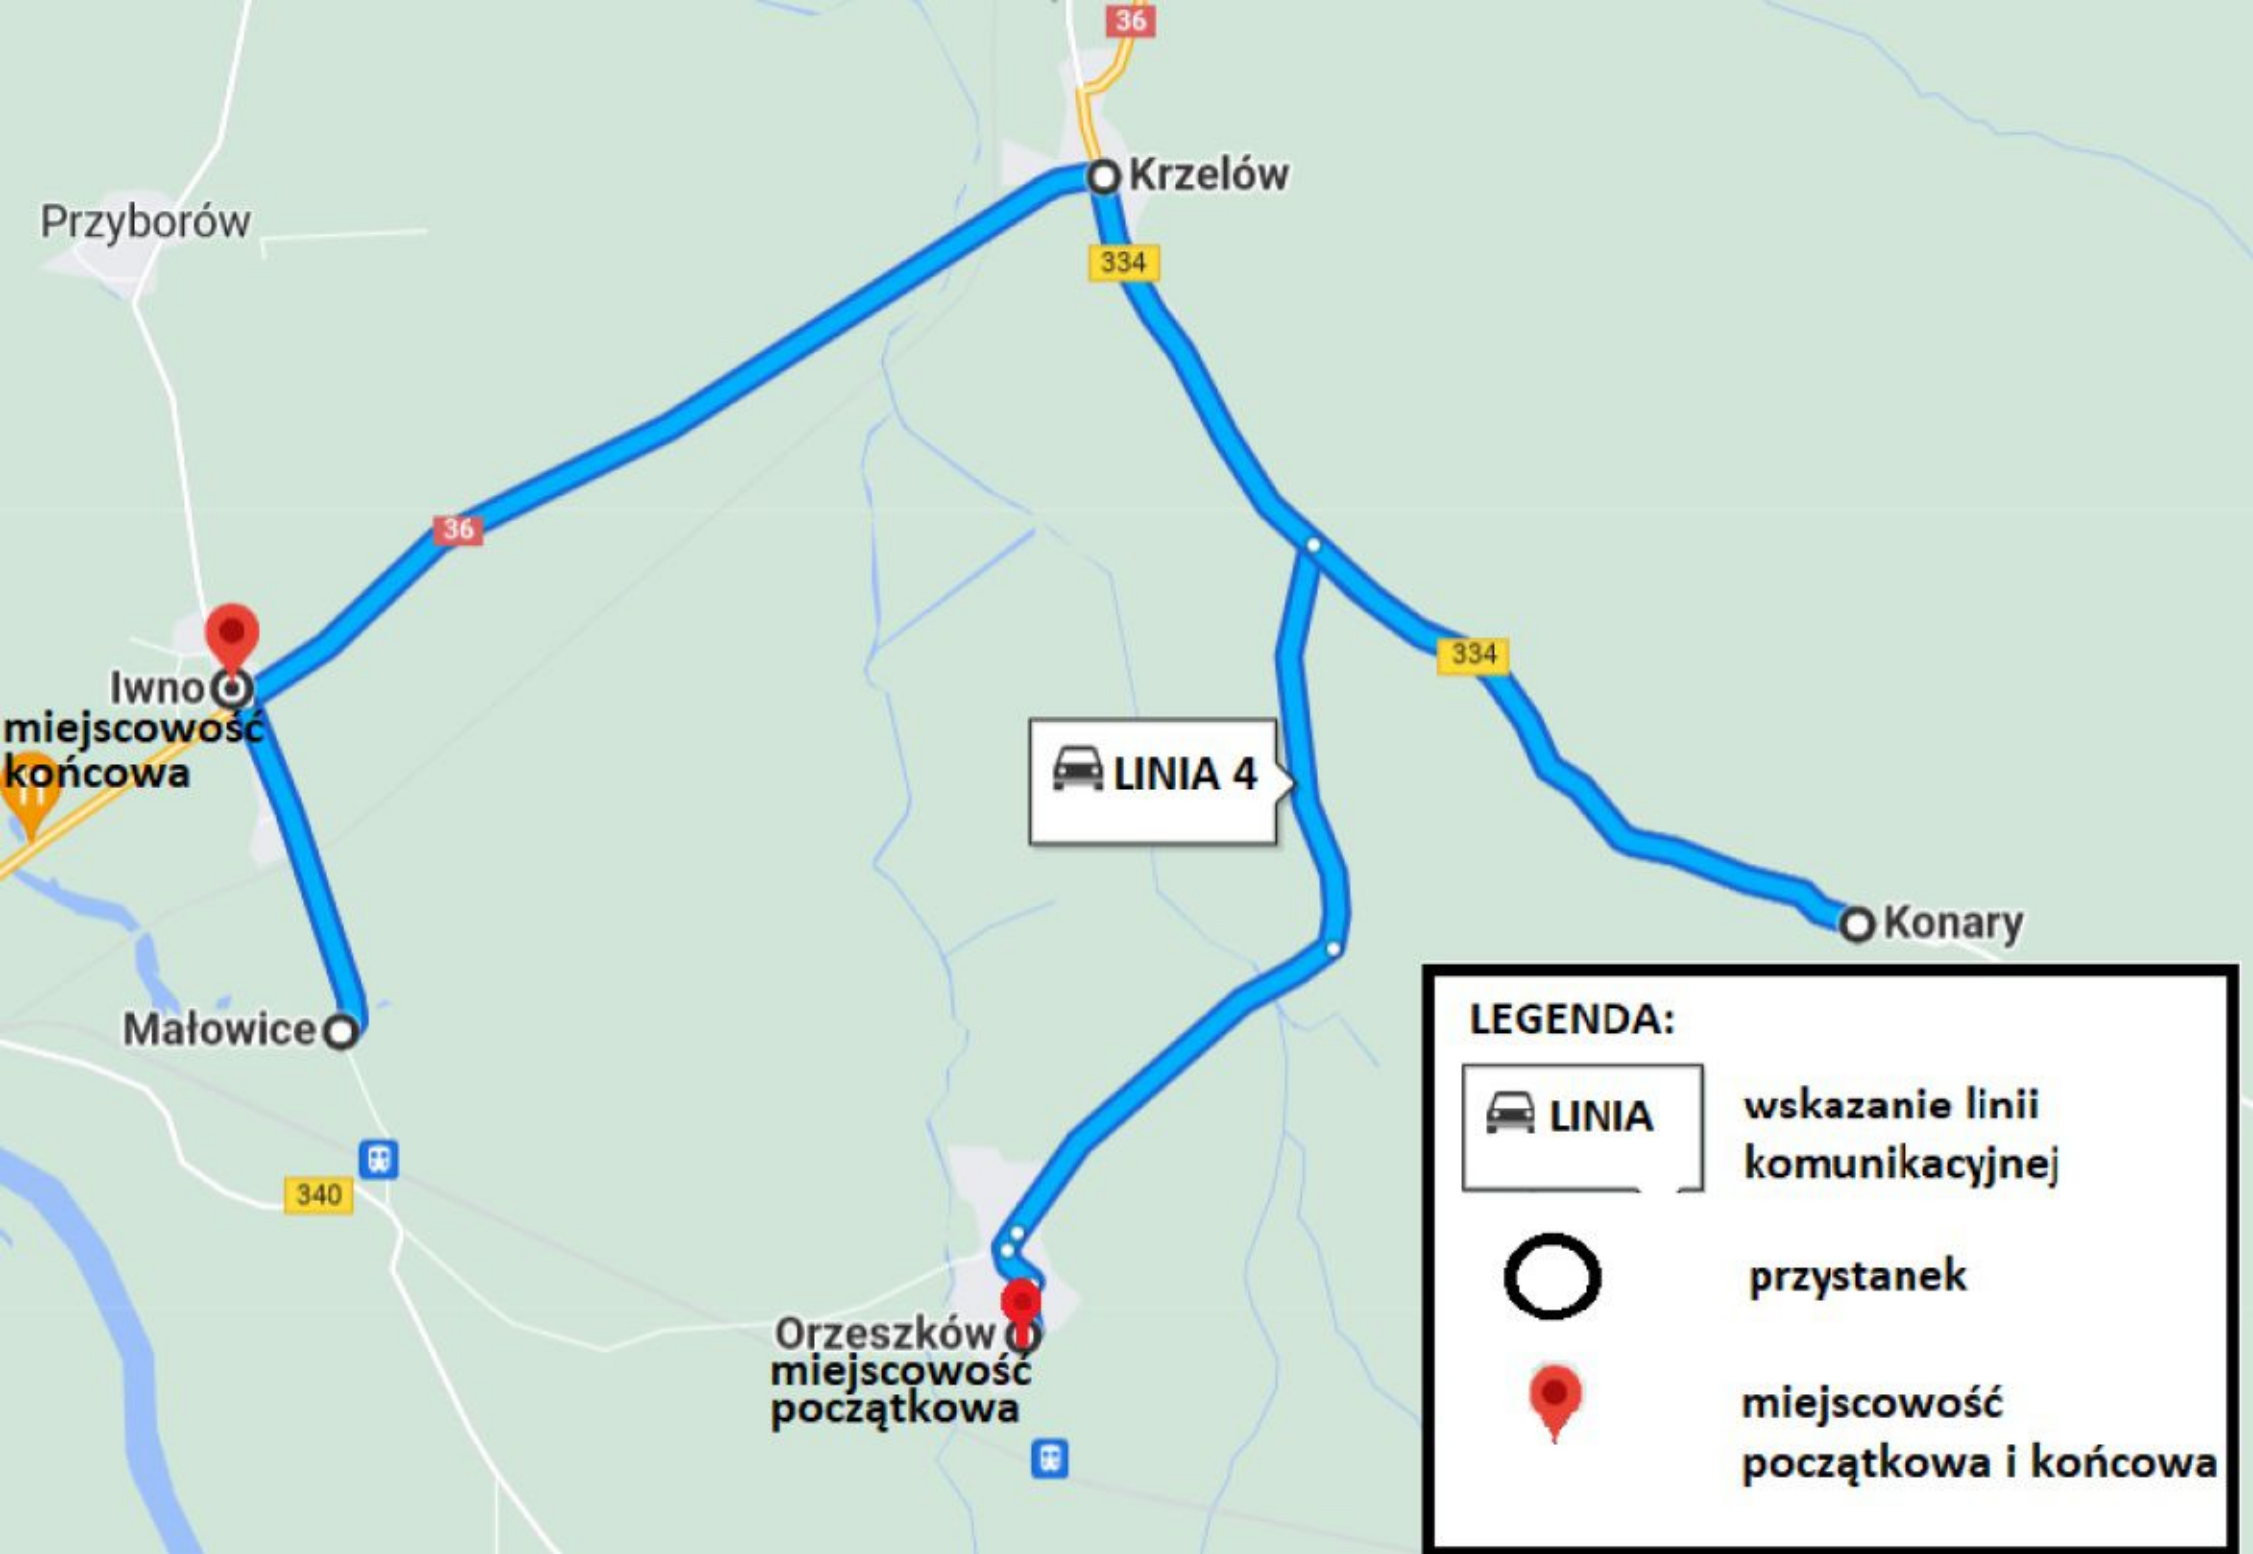 36
Krzelów
Przyborów
334
36
334
Iwno
miejscowość
końcowa
LINIA 4
Konary
Małowice
340
Orzeszków
miejscowość
początkowa
LEGENDA:
LINIA
wskazanie linii
komunikacyjnej
przystanek
miejscowość
początkowa i końcowa